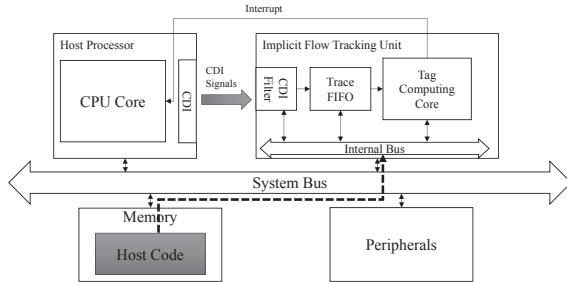 Interrupt
Host Processor
Implicit Flow Tracking Unit
CPU Core
CDI
CDI
Signals
CDI
Filter
Trace
FIFO
Tag
Computing
Core
Internal Bus
System Bus
Memory
Host Code
Peripherals